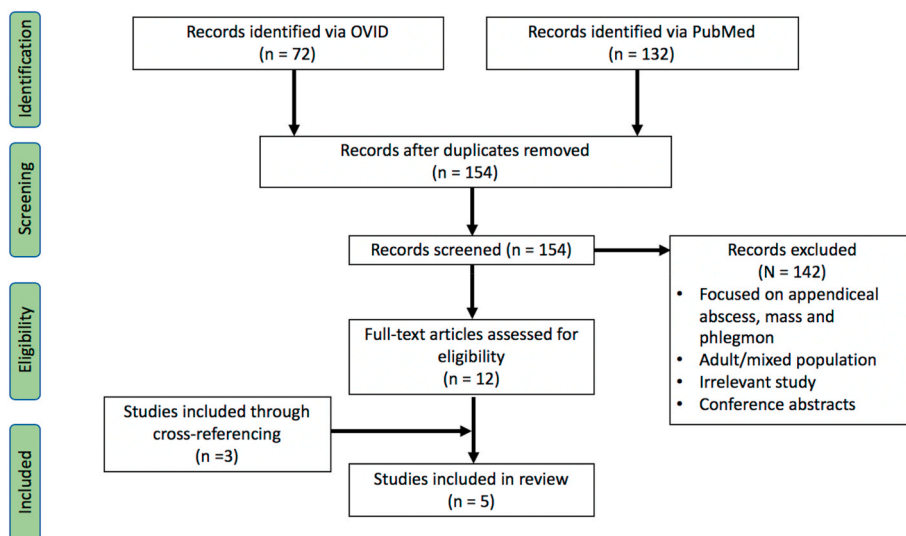 Identification
Records identified via OVID
(n = 72)
Records identified via PubMed
(n = 132)
Screening
Records after duplicates removed
(n = 154)
Records screened (n = 154)
Records excluded
(N = 142)
• Focused on appendiceal
abscess, mass and
phlegmon
• Adult/mixed population
• Irrelevant study
• Conference abstracts
Eligibility
Full-text articles assessed for
eligibility
(n = 12)
Studies included through
cross-referencing
(n =3)
Included
Studies included in review
(n = 5)